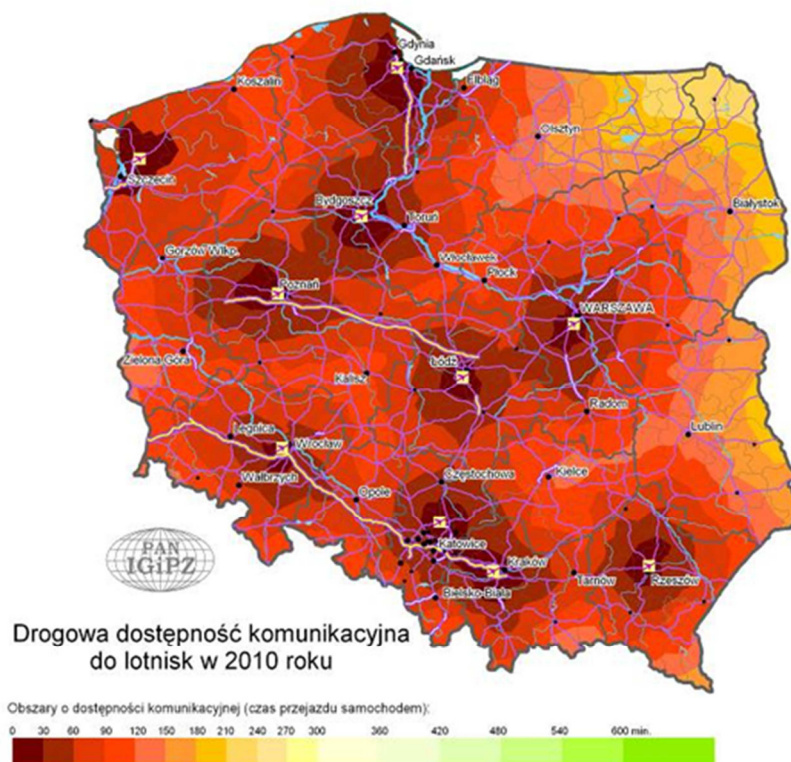 Gdynia
Gdańsk
Koszalin
Elbląg
Olsztyn
Szczecin
Bydgoszcz
Toruń
Białystok
Gorzów Wlkp.
Włocławek
Płock
Poznań
WARSZAWA
Zielona-Góra
Łódź
Kalisz
Radom
Legnica
Wrocław
Lublin
Wałbrzych
Częstochowa
Kielce
Opole
Katowice
Kraków
Tarnów
Rzeszów
Bielsko-Biała
PAN
IGiPZ
Drogowa dostępność komunikacyjna
do lotnisk w 2010 roku
Obszary o dostępności komunikacyjnej (czas przejazdu samochodem):
0 30 60 90 120 150 180 210 240 270 300 360 420 480 540 600 min.